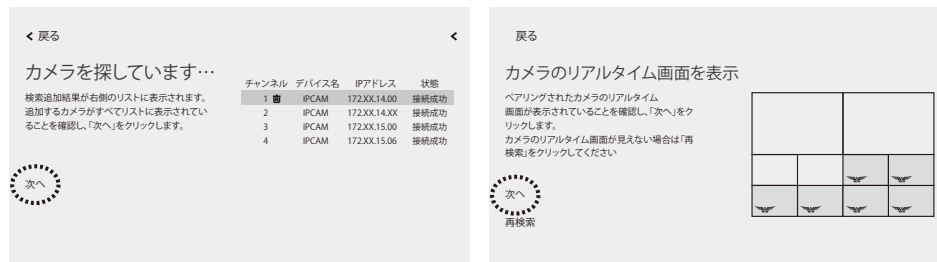 戻る
カメラを探しています…
検索追加結果が右側のリストに表示されます。
追加するカメラがすべてリストに表示されてい
ることを確認し、「次へ」をクリックします。
チャンネル デバイス名 IPアドレス 状態
1 IPCAM 172.XX.14.00 接続成功
2 IPCAM 172.XX.14.XX 接続成功
3 IPCAM 172.XX.15.00 接続成功
4 IPCAM 172.XX.15.06 接続成功
次へ
戻る
カメラのリアルタイム画面を表示
ペアリングされたカメラのリアルタイム
画面が表示されていることを確認し、「次へ」をク
リックします。
カメラのリアルタイム画面が見えない場合は「再
検索」をクリックしてください
次へ
再検索